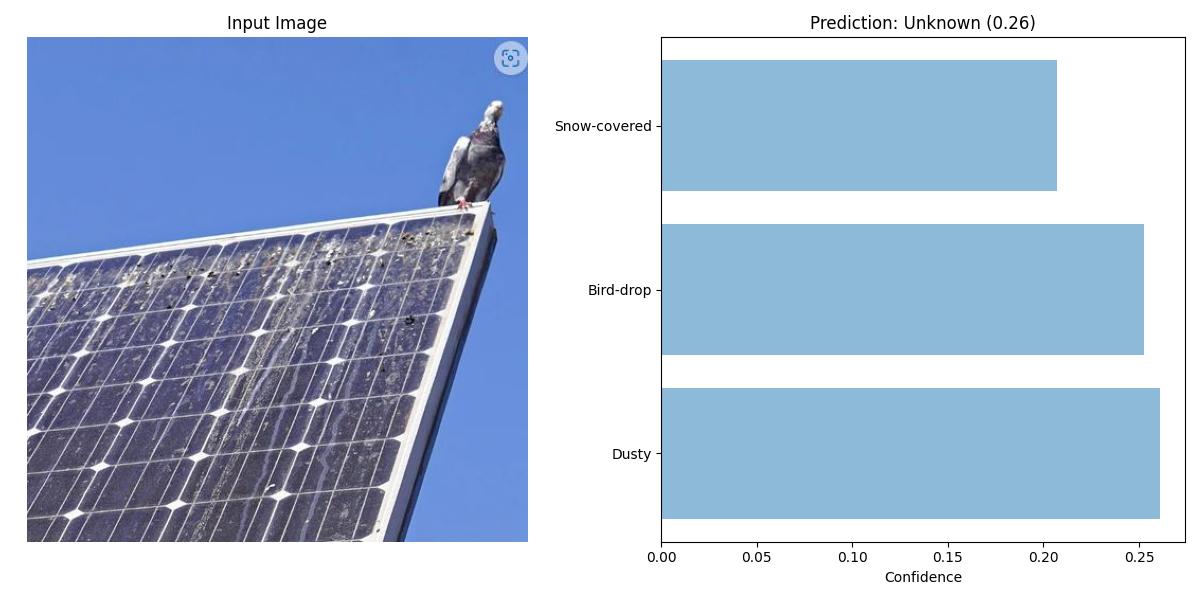 Input Image
Prediction: Unknown (0.26)
Snow-covered
Bird-drop
Dusty
0.00 0.05 0.10 0.15 0.20 0.25
Confidence